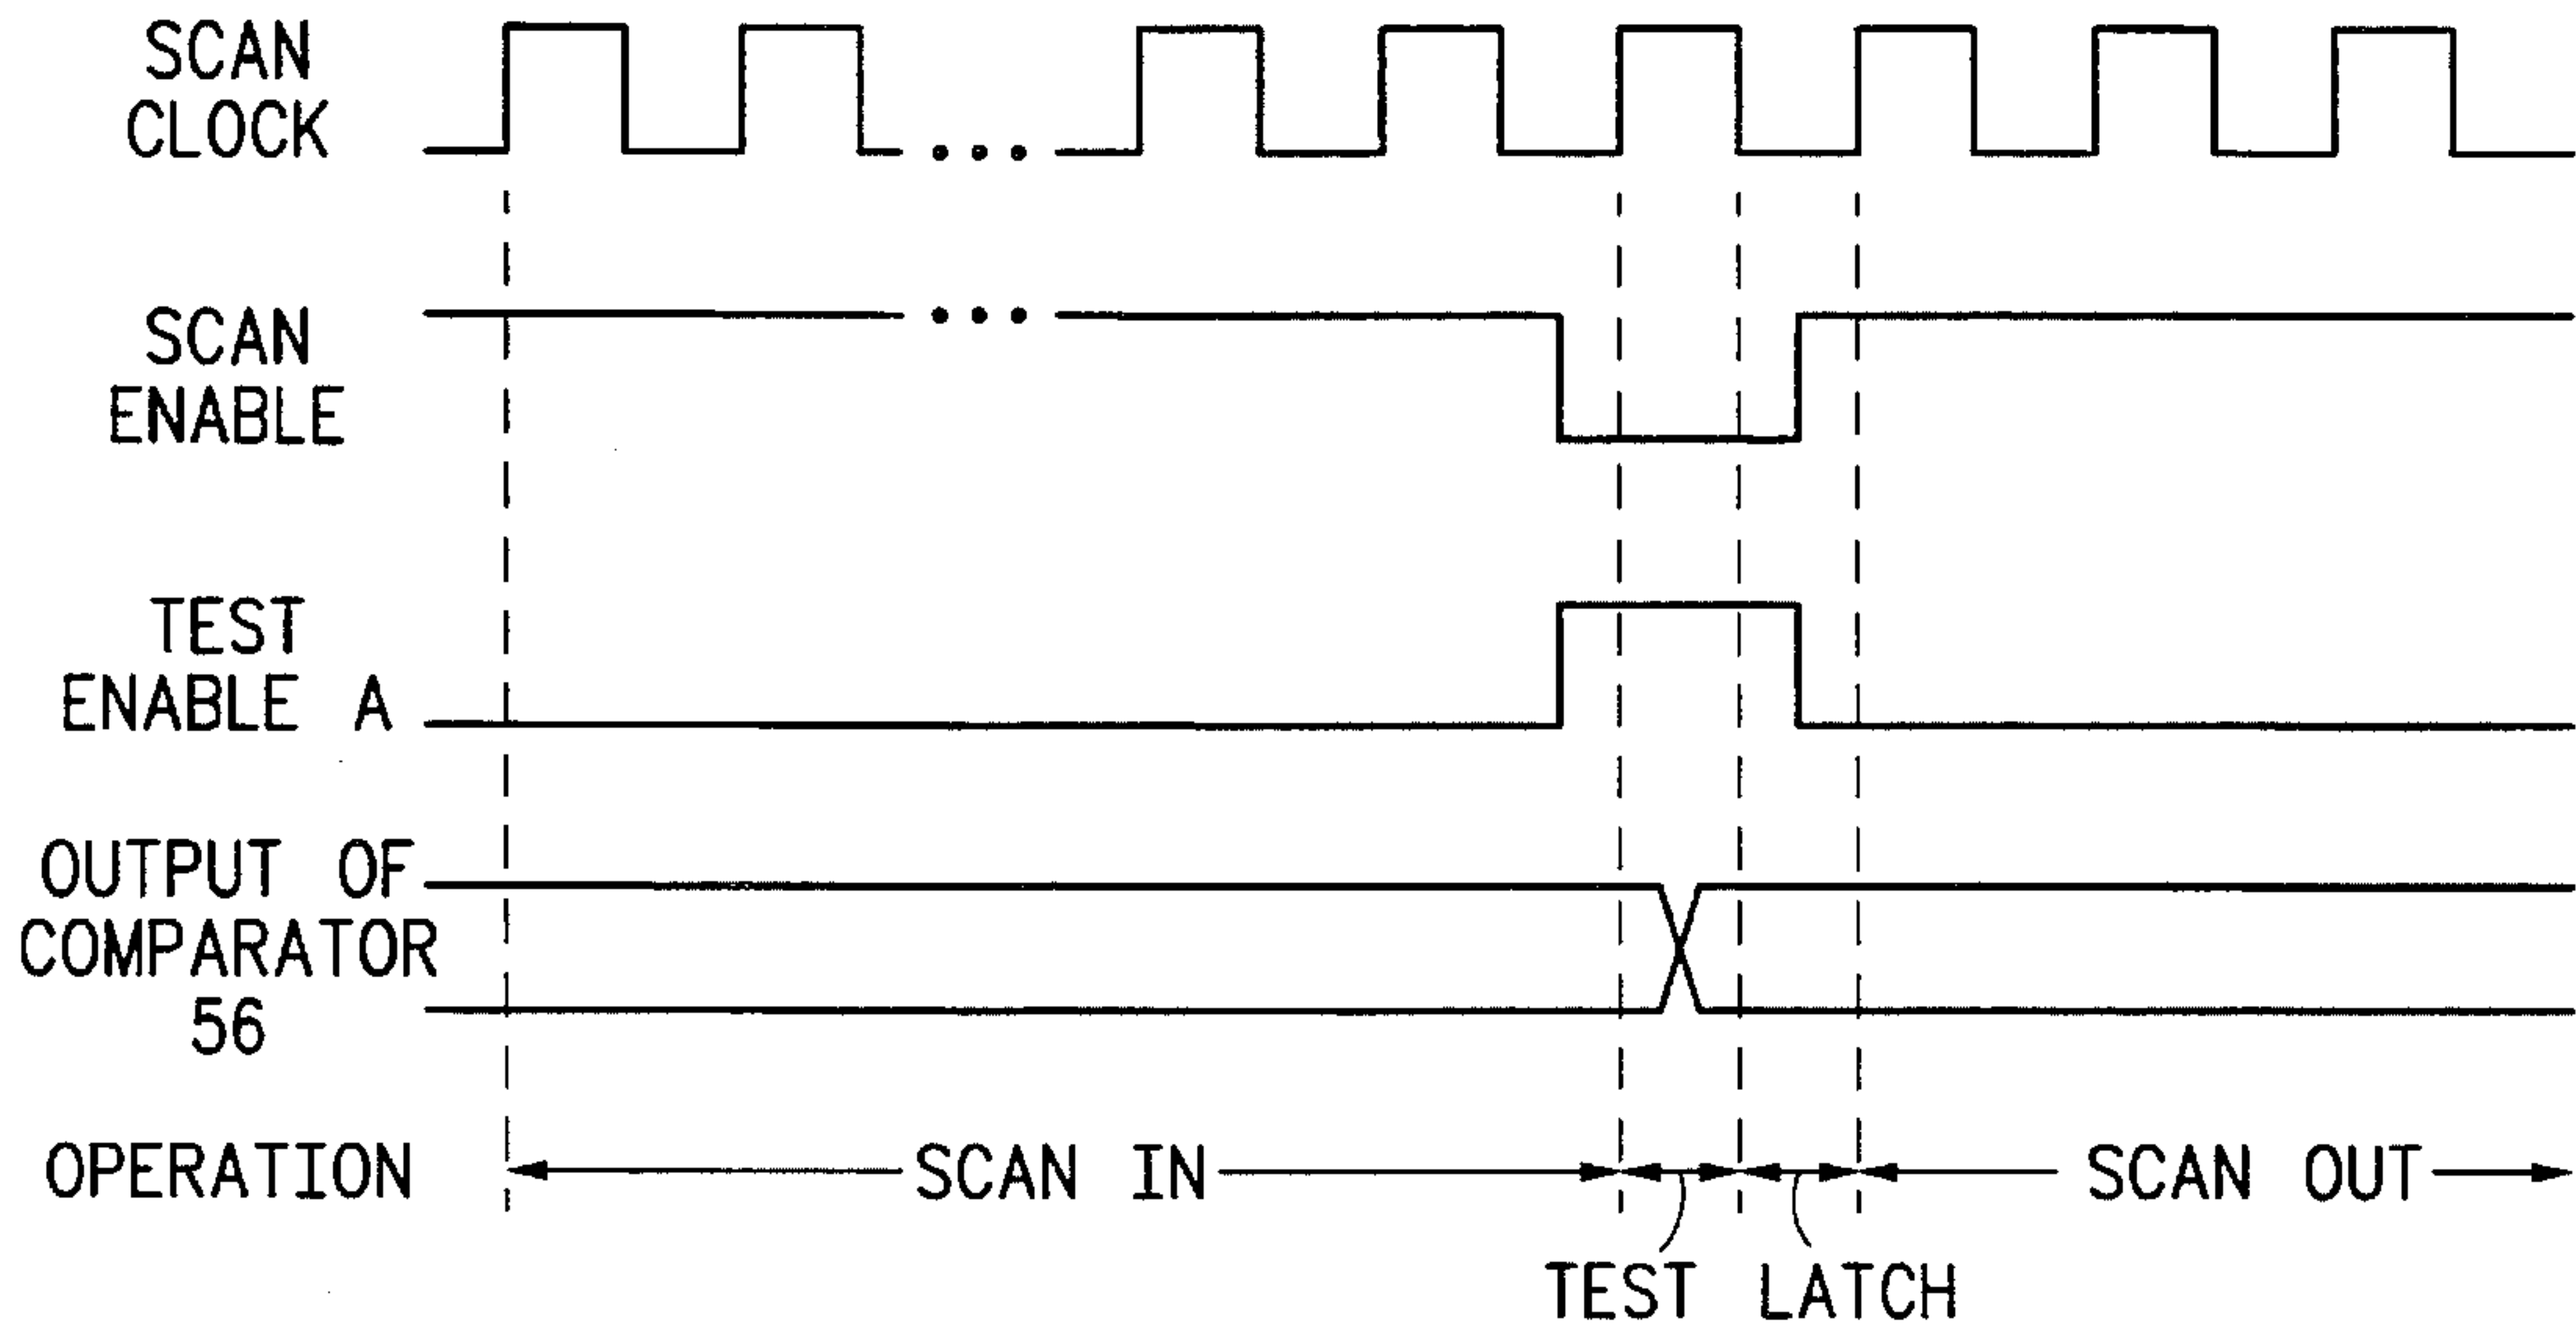 SCAN
CLOCK
SCAN
ENABLE
TEST
ENABLE A
OUTPUT OF
COMPARATOR
56
OPERATION
SCAN IN
SCAN OUT
TEST
LATCH